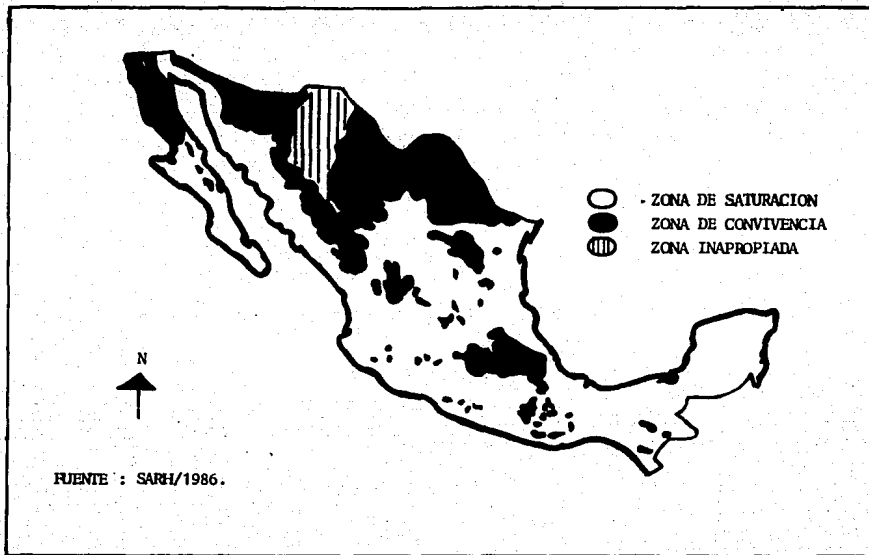 ZONA DE SATURACION
ZONA DE CONVIVENCIA
ZONA INAPROPIADA
N
FUENTE : SARH/1986.